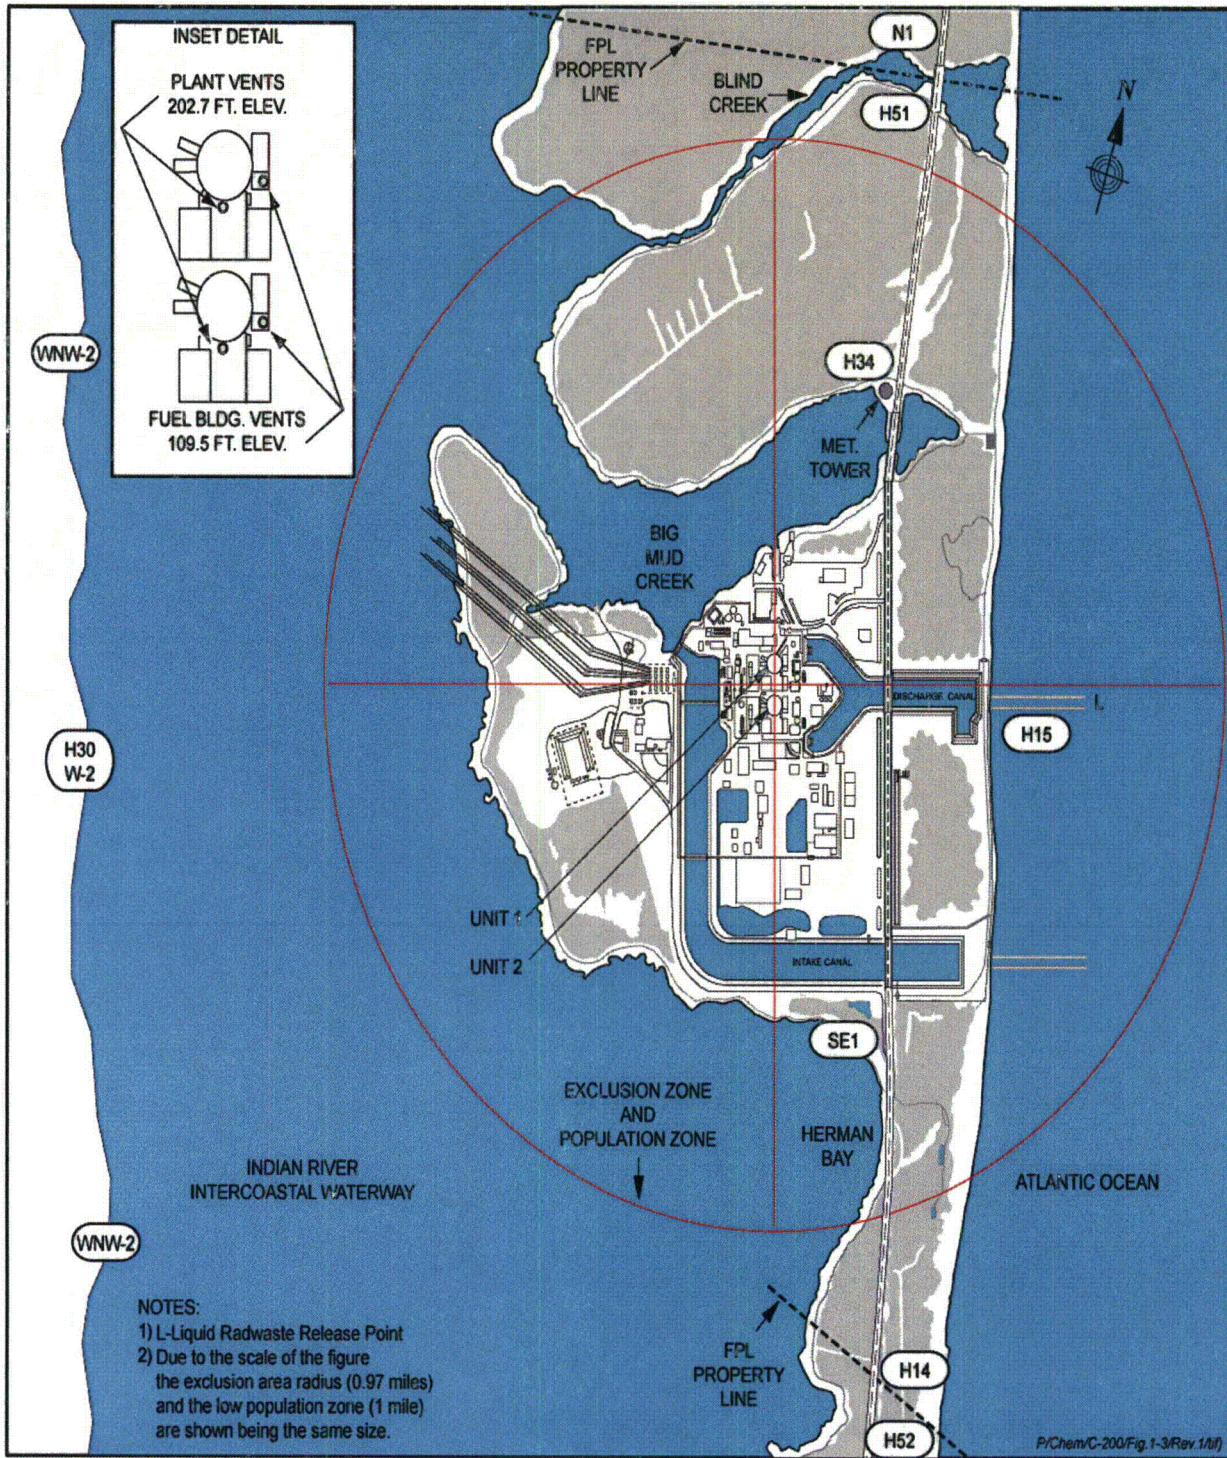 INSET DETAIL
PLANT VENTS
202.7 FT. ELEV.
FUEL BLDG. VENTS
109.5 FT. ELEV.
FPL
PROPERTY
LINE
BLIND
CREEK
N1
H51
N
WNW-2
H34
MET.
TOWER
BIG
MUD
CREEK
DISCHARGE CANAL
L
H15
H30
W-2
UNIT 1
UNIT 2
INTAKE CANAL
SE1
EXCLUSION ZONE
AND
POPULATION ZONE
HERMAN
BAY
INDIAN RIVER
INTERCOASTAL WATERWAY
ATLANTIC OCEAN
WNW-2
NOTES:
1) L-Liquid Radwaste Release Point
2) Due to the scale of the figure
the exclusion area radius (0.97 miles)
and the low population zone (1 mile)
are shown being the same size.
FPL
PROPERTY
LINE
H14
H52
P/Chem/C-200/Fig.1-3/Rev.1/tif)